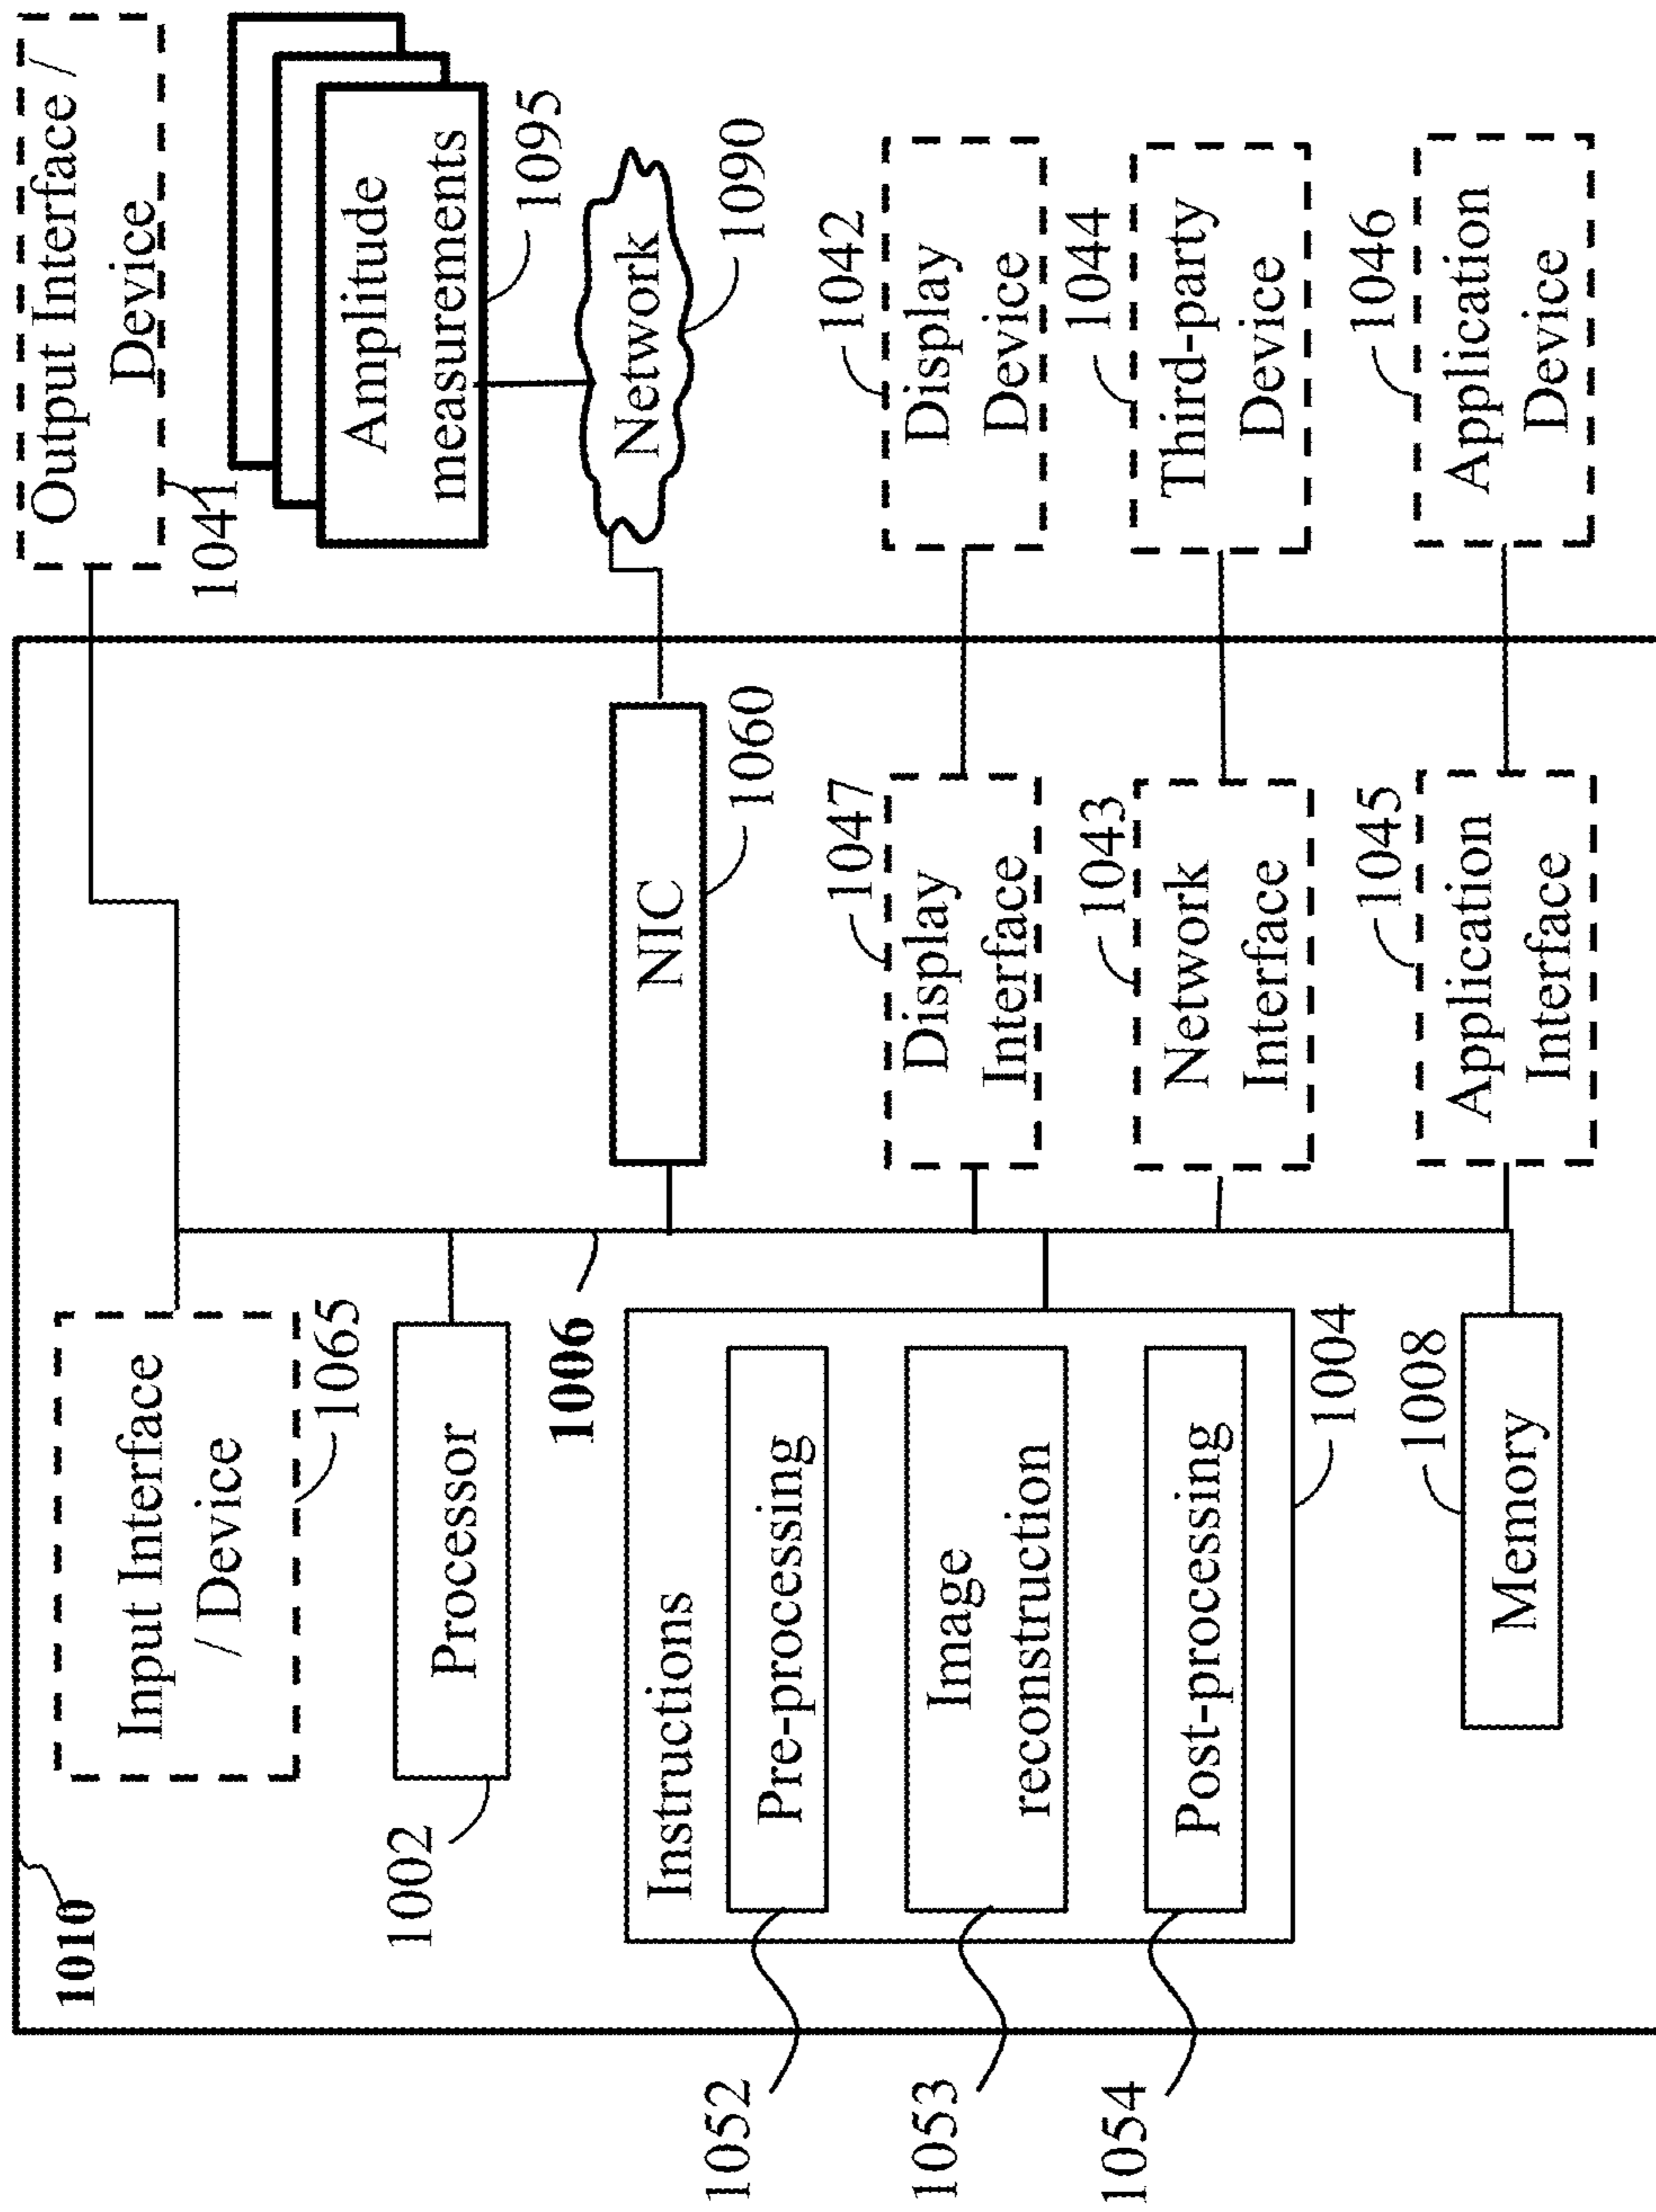 1010
Input Interface
/ Device
1065
Output Interface /
Device
1041
Processor
1002
Amplitude
measurements
1095
1006
Network
1090
NIC
1060
Instructions
Pre-processing
1052
Image
reconstruction
1053
Post-processing
1054
1004
1047
Display
Interface
1042
Display
Device
1043
Network
Interface
1044
Third-party
Device
1045
Application
Interface
1046
Application
Device
1008
Memory